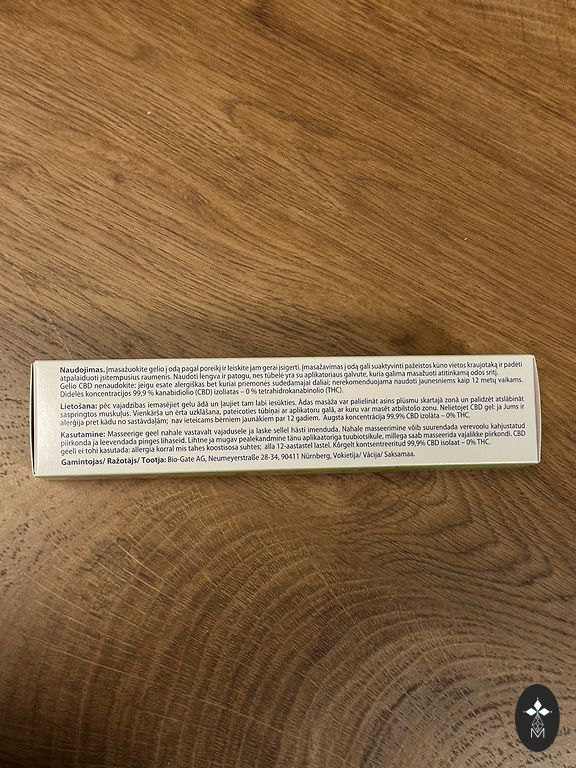 Naudojimas. Įmasažuokite gelio į odą pagal poreikį ir leiskite jam gerai įsigerti. Įmasažavimas į odą gali suaktyvinti pažeistos kūno vietos kraujotaką ir padėti
atpalaiduoti įsitempusius raumenis. Naudoti lengva ir patogu, nes tūbelė yra su aplikatoriaus galvute, kuria galima masažuoti atitinkamą odos sritį.
Gelio CBD nenaudokite: jeigu esate alergiškas bet kuriai priemonės sudedamajai daliai; nerekomenduojama naudoti jaunesniems kaip 12 metų vaikams.
Didelės koncentracijos 99,9 % kanabidiolio (CBD) izoliatas – 0 % tetrahidrokanabinolio (THC).
Lietošana: pēc vajadzības iemasējiet gelu ādā un ļaujiet tam labi iesūkties. Ādas masāža var palielināt asins plūsmu skartajā zonā un palīdzēt atslābināt
saspringtos muskuļus. Vienkārša un ērta uzklāšana, pateicoties tūbiņai ar aplikatora galvu, ar kuru var masēt attiecīgo zonu. Nelietojet CBD gel: ja Jums ir
alerģija pret kādu no sastāvdaļām; nav ieteicams bērniem jaunākiem par 12 gadiem. Augsta koncentrācija 99,9% CBD izolāta – 0% THC.
Kasutamine: Masseerige geel nahale vastavalt vajadusele ja laske sellel hästi imenduda. Nahale masseerimine võib suurendada verevoolu kahjustatud
piirkonda ja leevendada pinges lihaseid. Lihtne ja mugav pealekandmine tänu aplikaatoriga tuubiotsikule, millega saab masseerida vajalikke piirkondi. CBD
geeli ei tohi kasutada: allergia korral mis tahes koostisosa suhtes; alla 12-aastastel lastel. Kõrgelt kontsentreeritud 99,9% CBD isolaat – 0% THC.
Gamintojas/ Ražotājs/ Tootja: Bio-Gate AG, Neumeyerstraße 28-34, 90411 Nürnberg, Vokietija/ Vācija/ Saksamaa.